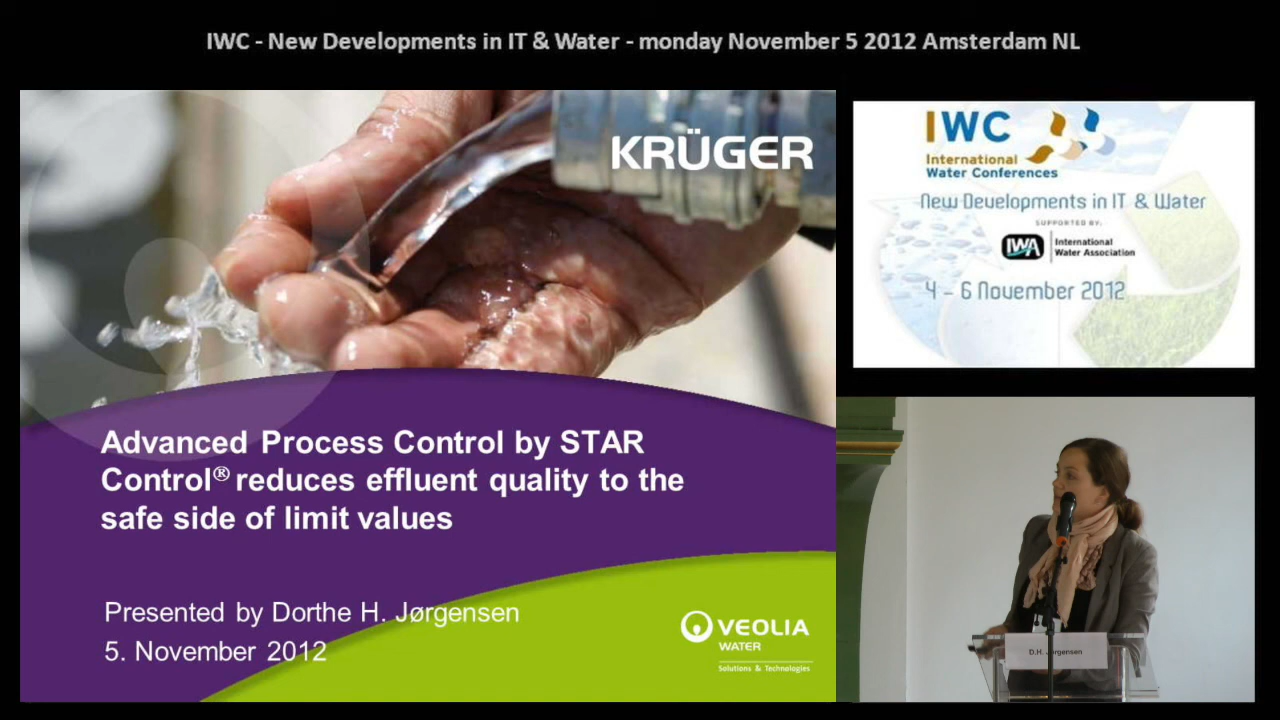 IWC - New Developments in IT & Water - monday November 5 2012 Amsterdam NL
KRÜGER
Advanced Process Control by STAR
Control® reduces effluent quality to the
safe side of limit values
Presented by Dorthe H. Jørgensen
5. November 2012
VEOLIA
WATER
Solutions & Technologies
IWC
International
Water Conferences
New Developments in IT & Water
SUPPORTED BY:
IWA
International
Water Association
4 – 6 November 2012
D.H. Jørgensen